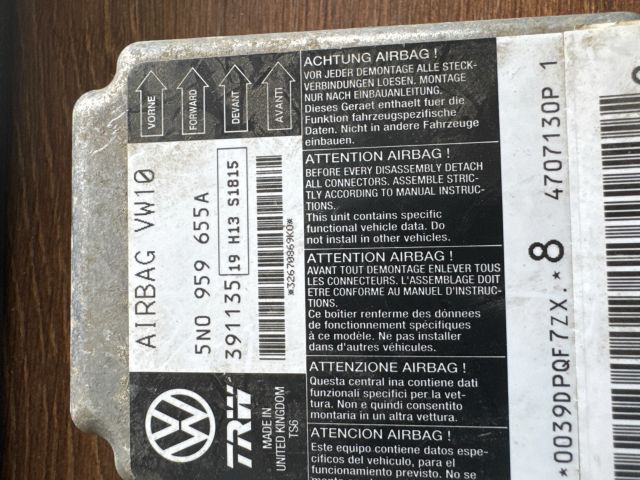 VORNE
FORWARD
DEVANT
AVANTI
AIRBAG VW10
5N0 959 655A
391135
19 H13 S1815
*32670869K0*
TRW
MADE IN
UNITED KINGDOM
TS6
ACHTUNG AIRBAG !
VOR JEDER DEMONTAGE ALLE STECK-
VERBINDUNGEN LOESEN. MONTAGE
NUR NACH EINBAUANLEITUNG.
Dieses Geraet enthaelt fuer die
Funktion fahrzeugspezifische
Daten. Nicht in andere Fahrzeuge
einbauen.
ATTENTION AIRBAG !
BEFORE EVERY DISASSEMBLY DETACH
ALL CONNECTORS. ASSEMBLE STRIC-
TLY ACCORDING TO MANUAL INSTRUC-
TIONS.
This unit contains specific
functional vehicle data. Do
not install in other vehicles.
ATTENTION AIRBAG !
AVANT TOUT DEMONTAGE ENLEVER TOUS
LES CONNECTEURS. L'ASSEMBLAGE DOIT
ETRE CONFORME AU MANUEL D'INSTRUC-
TIONS.
Ce boîtier renferme des données
de fonctionnement spécifiques
à ce modèle. Ne pas installer
dans d'autres véhicules.
ATTENZIONE AIRBAG !
Questa central ina contiene dati
funzionali specifici per la vet-
tura. Non e quindi consentito
montaria in un altra vettura.
ATENCION AIRBAG !
Este equipo contiene datos espe-
cificos del vehiculo, para el
funcionamiento previsto. No se
*0039DPQF7ZX.*8
4707130P 1